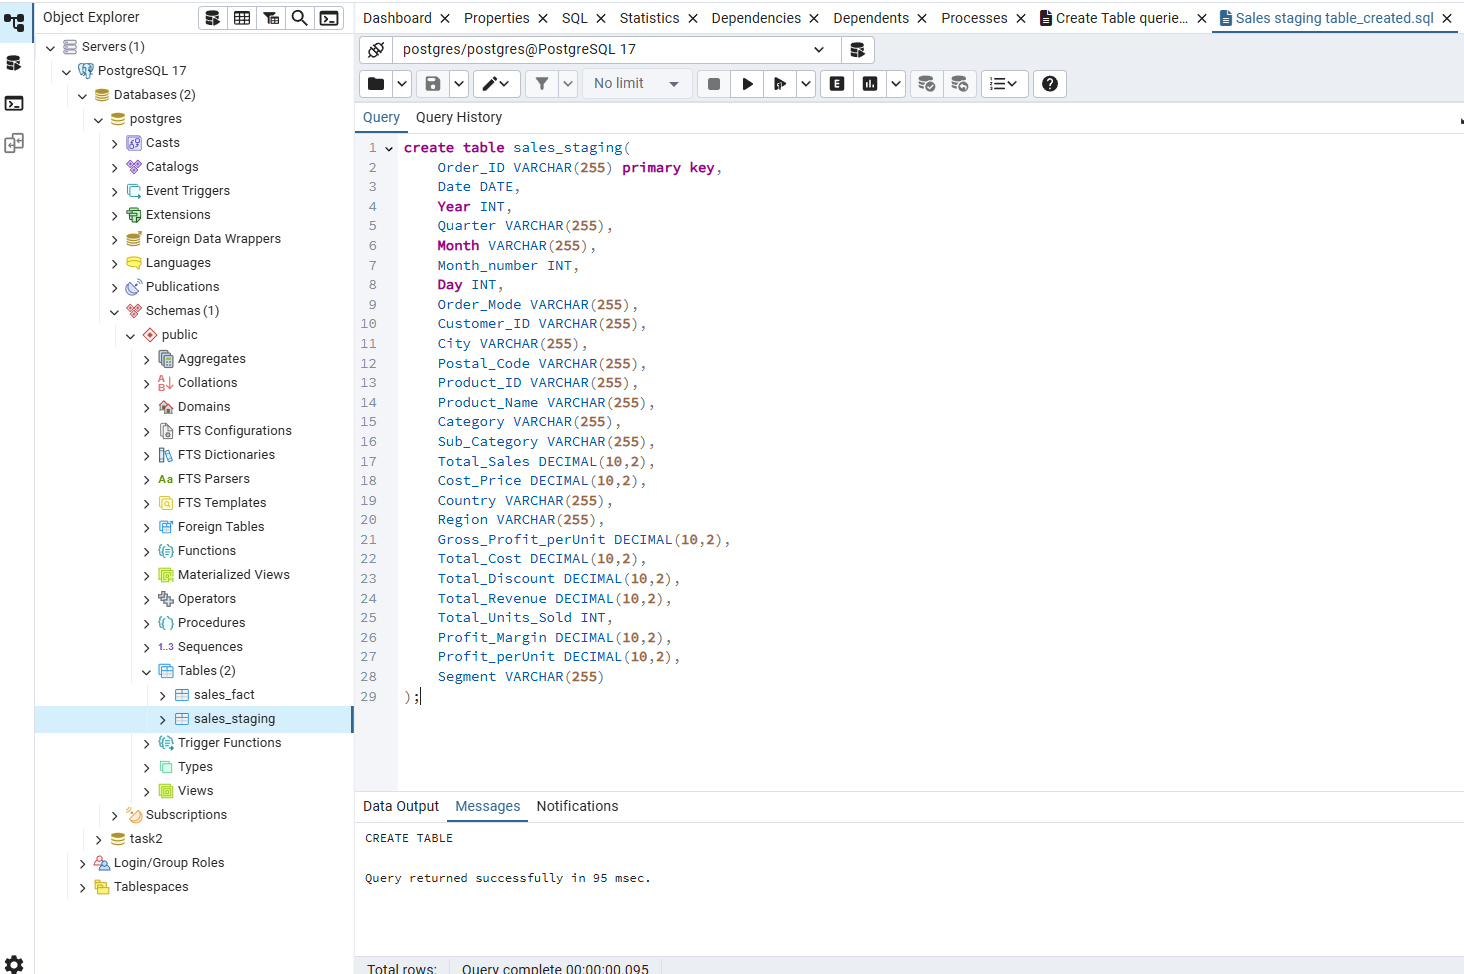 Object Explorer
Servers (1)
PostgreSQL 17
Databases (2)
postgres
Casts
Catalogs
Event Triggers
Extensions
Foreign Data Wrappers
Languages
Publications
Schemas (1)
public
Aggregates
Collations
Domains
FTS Configurations
FTS Dictionaries
Aa FTS Parsers
FTS Templates
Foreign Tables
Functions
Materialized Views
Operators
Procedures
1..3 Sequences
Tables (2)
sales_fact
sales_staging
Trigger Functions
Types
Views
Subscriptions
task2
Login/Group Roles
Tablespaces
Dashboard Properties SQL Statistics Dependencies Dependents Processes Create Table querie... Sales staging table_created.sql
postgres/postgres@PostgreSQL 17
No limit E
Query Query History
1 create table sales_staging(
2 Order_ID VARCHAR(255) primary key,
3 Date DATE,
4 Year INT,
5 Quarter VARCHAR(255),
6 Month VARCHAR(255),
7 Month_number INT,
8 Day INT,
9 Order_Mode VARCHAR(255),
10 Customer_ID VARCHAR(255),
11 City VARCHAR(255),
12 Postal_Code VARCHAR(255),
13 Product_ID VARCHAR(255),
14 Product_Name VARCHAR(255),
15 Category VARCHAR(255),
16 Sub_Category VARCHAR(255),
17 Total_Sales DECIMAL(10,2),
18 Cost_Price DECIMAL(10,2),
19 Country VARCHAR(255),
20 Region VARCHAR(255),
21 Gross_Profit_perUnit DECIMAL(10,2),
22 Total_Cost DECIMAL(10,2),
23 Total_Discount DECIMAL(10,2),
24 Total_Revenue DECIMAL(10,2),
25 Total_Units_Sold INT,
26 Profit_Margin DECIMAL(10,2),
27 Profit_perUnit DECIMAL(10,2),
28 Segment VARCHAR(255)
29 );
Data Output Messages Notifications
CREATE TABLE
Query returned successfully in 95 msec.
Total rows: Query complete 00:00:00.095